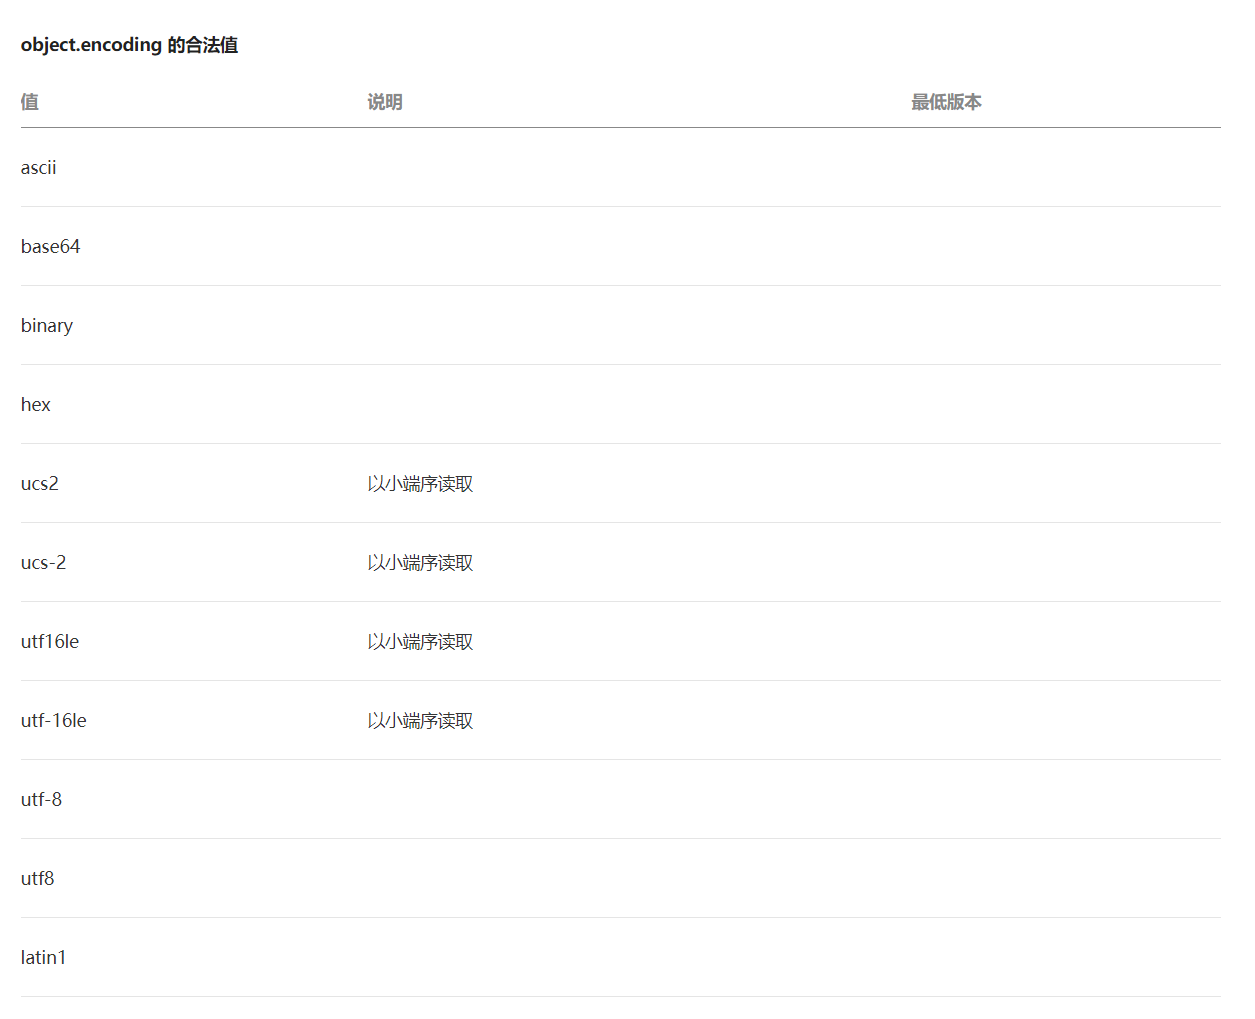 object.encoding 的合法值
值 说明 最低版本
ascii
base64
binary
hex
ucs2 以小端序读取
ucs-2 以小端序读取
utf16le 以小端序读取
utf-16le 以小端序读取
utf-8
utf8
latin1